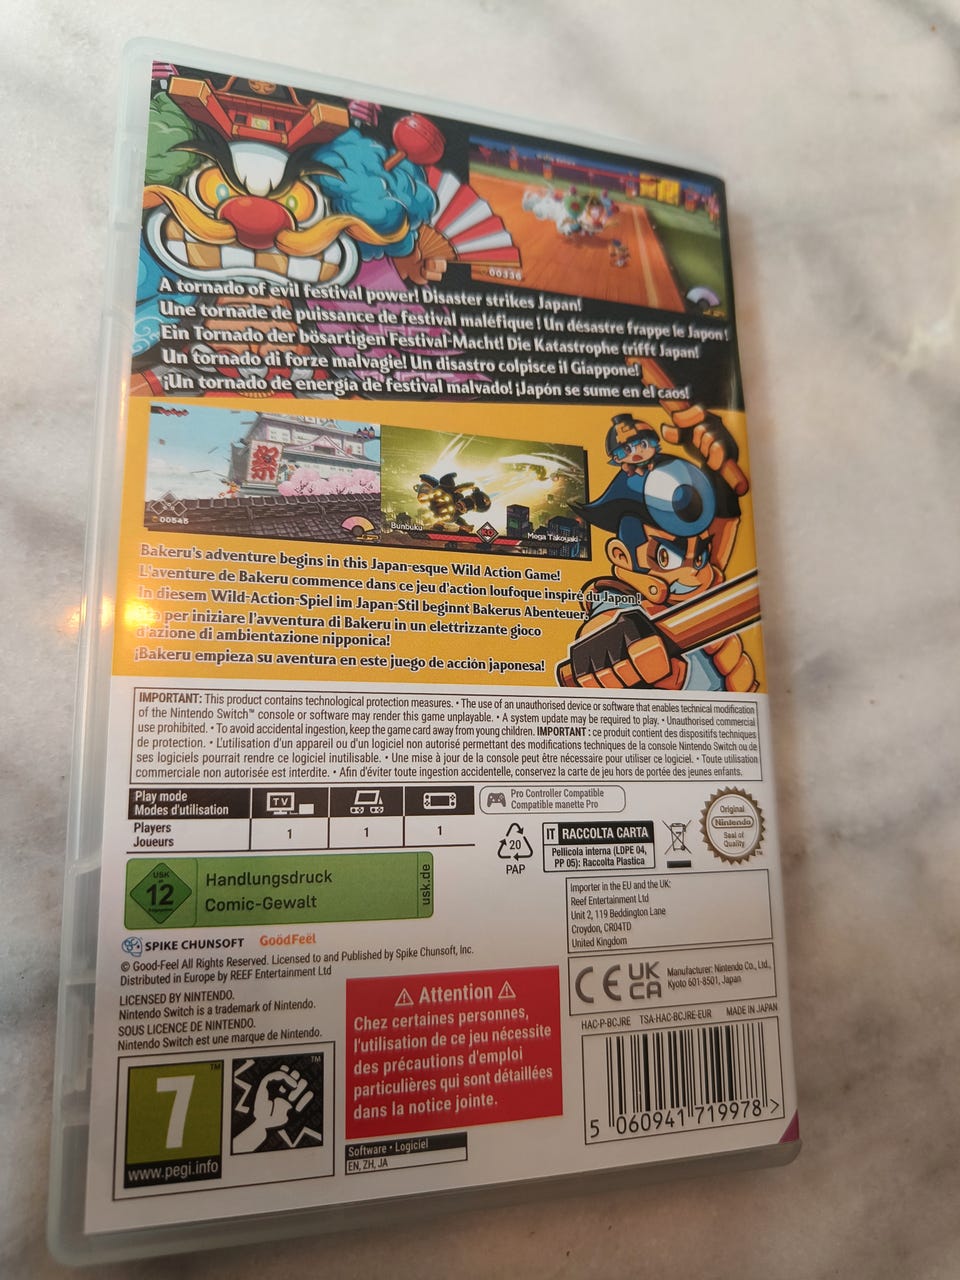 00336
A tornado of evil festival power! Disaster strikes Japan!
Une tornade de puissance de festival maléfique ! Un désastre frappe le Japon !
Ein Tornado der bösartigen Festival-Macht! Die Katastrophe trifft Japan!
Un tornado di forze malvagie! Un disastro colpisce il Giappone!
¡Un tornado de energía de festival malvado! ¡Japón se sume en el caos!
祭
00545
Bunbuku
Mega Takoyaki
Bakeru's adventure begins in this Japan-esque Wild Action Game!
L'aventure de Bakeru commence dans ce jeu d'action loufoque inspiré du Japon !
In diesem Wild-Action-Spiel im Japan-Stil beginnt Bakerus Abenteuer!
a per iniziare l'avventura di Bakeru in un elettrizzante gioco
d'azione di ambientazione nipponica!
¡Bakeru empieza su aventura en este juego de acción japonesa!
IMPORTANT: This product contains technological protection measures. • The use of an unauthorised device or software that enables technical modification
of the Nintendo Switch™ console or software may render this game unplayable. • A system update may be required to play. • Unauthorised commercial
use prohibited. • To avoid accidental ingestion, keep the game card away from young children. IMPORTANT : ce produit contient des dispositifs techniques
de protection. • L'utilisation d'un appareil ou d'un logiciel non autorisé permettant des modifications techniques de la console Nintendo Switch ou de
ses logiciels pourrait rendre ce logiciel inutilisable. • Une mise à jour de la console peut être nécessaire pour utiliser ce logiciel. • Toute utilisation
commerciale non autorisée est interdite. • Afin d'éviter toute ingestion accidentelle, conservez la carte de jeu hors de portée des jeunes enfants.
Play mode
Modes d'utilisation
TV
Players
Joueurs
1
1
1
Pro Controller Compatible
Compatible manette Pro
20
PAP
IT RACCOLTA CARTA
Pellicola interna (LDPE 04,
PP 05): Raccolta Plastica
Original
Nintendo
Seal of
Quality
TM
USK
12
Handlungsdruck
Comic-Gewalt
usk.de
SPIKE CHUNSOFT
GoodFeel
© Good-Feel All Rights Reserved. Licensed to and Published by Spike Chunsoft, Inc.
Distributed in Europe by REEF Entertainment Ltd
LICENSED BY NINTENDO.
Nintendo Switch is a trademark of Nintendo.
SOUS LICENCE DE NINTENDO.
Nintendo Switch est une marque de Nintendo.
Importer in the EU and the UK:
Reef Entertainment Ltd
Unit 2, 119 Beddington Lane
Croydon, CR04TD
United Kingdom
CE
UK
CA
Manufacturer: Nintendo Co., Ltd.,
Kyoto 601-8501, Japan
HAC-P-BCJRE TSA-HAC-BCJRE-EUR MADE IN JAPAN
Attention
Chez certaines personnes,
l'utilisation de ce jeu nécessite
des précautions d'emploi
particulières qui sont détaillées
dans la notice jointe.
7
TM
www.pegi.info
TM
Software • Logiciel
EN, ZH, JA
5 060941 719978 >